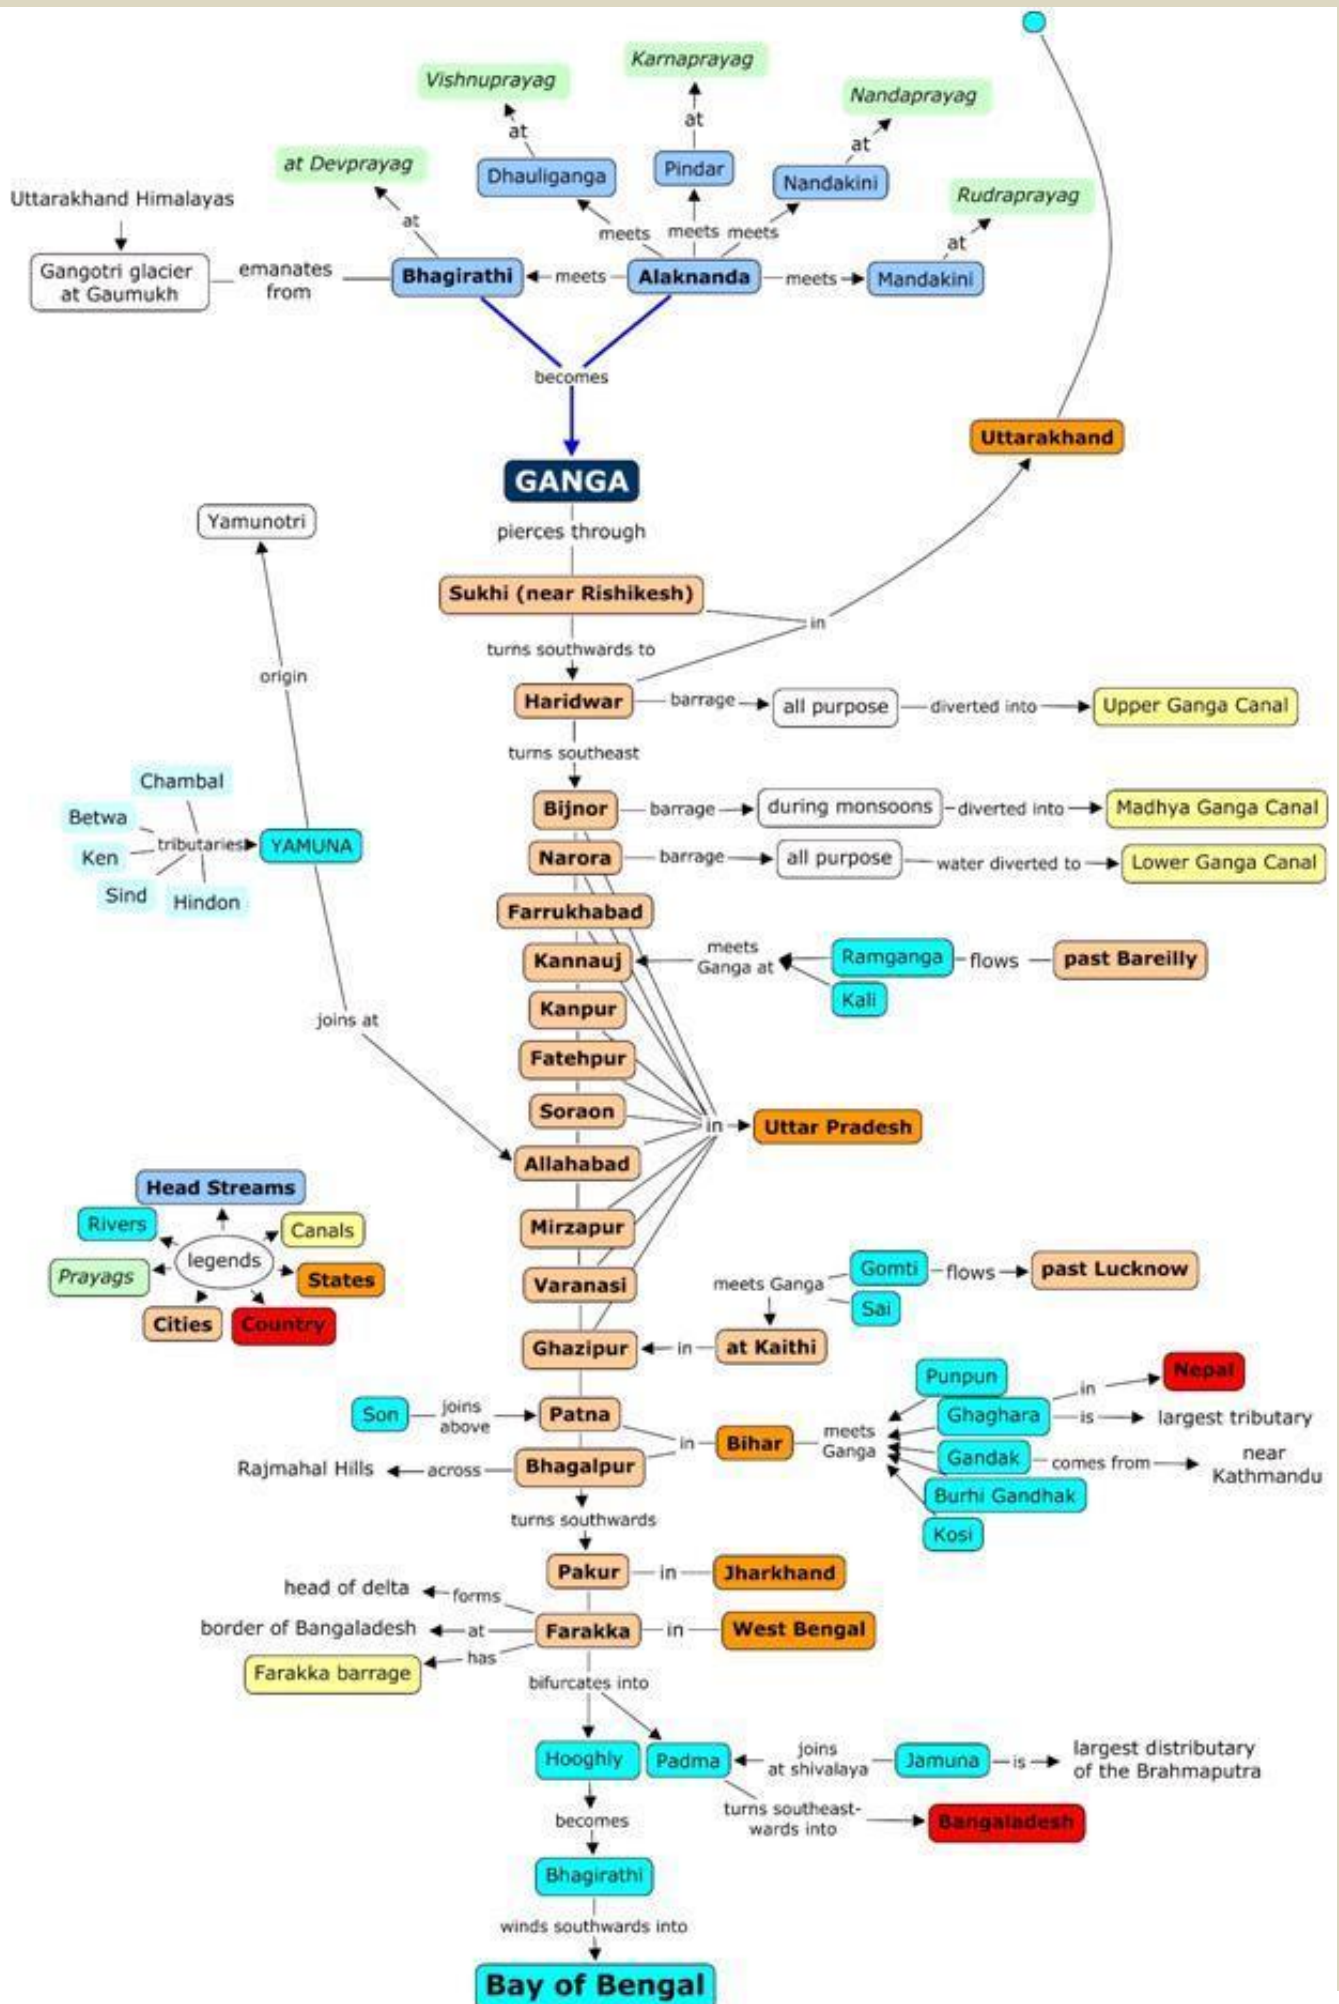 Karnaprayag
Vishnuprayag
Nandaprayag
at
at
at
at Devprayag
Dhauliganga
Pindar
Nandakini
Rudraprayag
Uttarakhand Himalayas
at
meets
meets
meets
at
Gangotri glacier
at Gaumukh
emanates
from
Bhagirathi
meets
Alaknanda
meets
Mandakini
becomes
Uttarakhand
GANGA
Yamunotri
pierces through
Sukhi (near Rishikesh)
in
turns southwards to
origin
Haridwar
barrage
all purpose
diverted into
Upper Ganga Canal
turns southeast
Chambal
Betwa
Ken
Sind
Hindon
tributaries
YAMUNA
Bijnor
barrage
during monsoons
diverted into
Madhya Ganga Canal
Narora
barrage
all purpose
water diverted to
Lower Ganga Canal
Farrukhabad
Kannauj
meets
Ganga at
Ramganga
flows
past Bareilly
Kali
Kanpur
joins at
Fatehpur
Soraon
in
Uttar Pradesh
Allahabad
Head Streams
Rivers
Canals
legends
Prayags
States
Cities
Country
Mirzapur
Varanasi
meets Ganga
Gomti
flows
past Lucknow
Sai
Ghazipur
in
at Kaithi
Punpun
in
Nepal
Son
joins
above
Patna
in
Bihar
meets
Ganga
Ghaghara
is
largest tributary
Rajmahal Hills
across
Bhagalpur
Gandak
comes from
near
Kathmandu
Burhi Gandhak
Kosi
turns southwards
Pakur
in
Jharkhand
head of delta
forms
border of Bangaladesh
at
Farakka
in
West Bengal
Farakka barrage
has
bifurcates into
Hooghly
Padma
joins
at shivalaya
Jamuna
is
largest distributary
of the Brahmaputra
turns southeast-
wards into
Bangaladesh
becomes
Bhagirathi
winds southwards into
Bay of Bengal